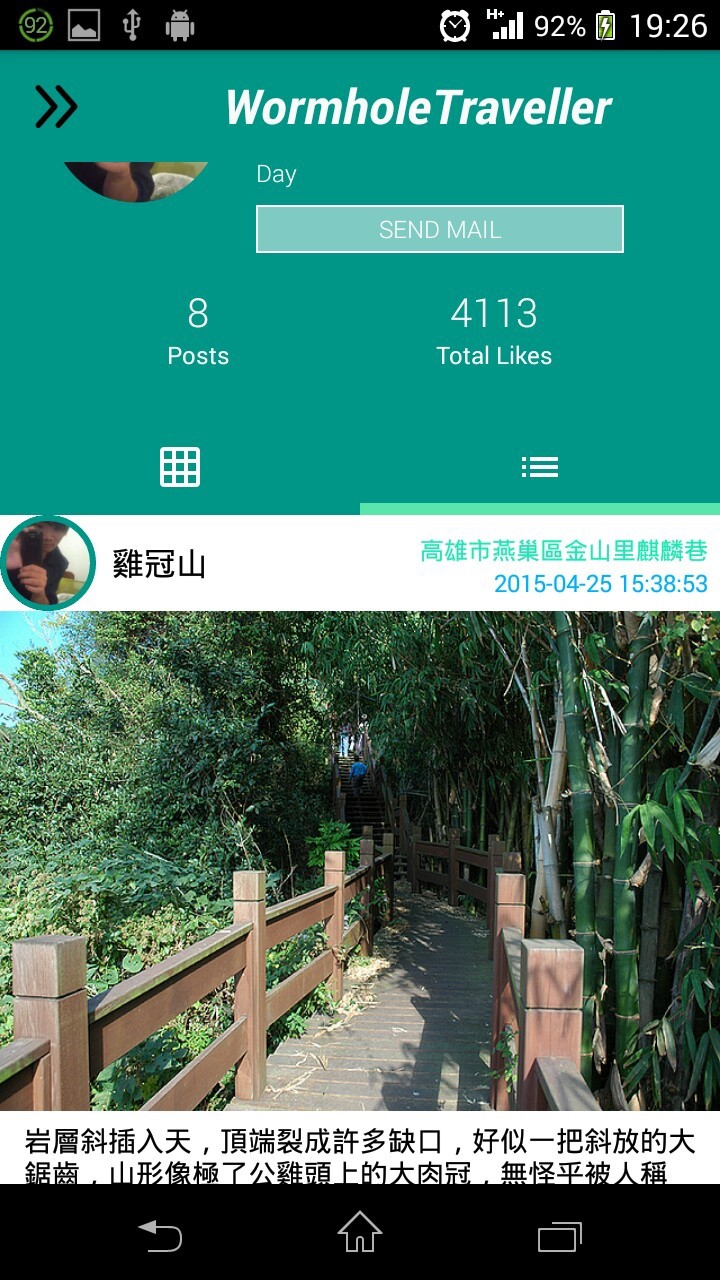 92
H+
92%
19:26
WormholeTraveller
Day
SEND MAIL
8
4113
Posts
Total Likes
雞冠山
高雄市燕巢區金山里麒麟巷
2015-04-25 15:38:53
岩層斜插入天，頂端裂成許多缺口，好似一把斜放的大
鋸齒，山形像極了公雞頭上的大肉冠，無怪乎被人稱